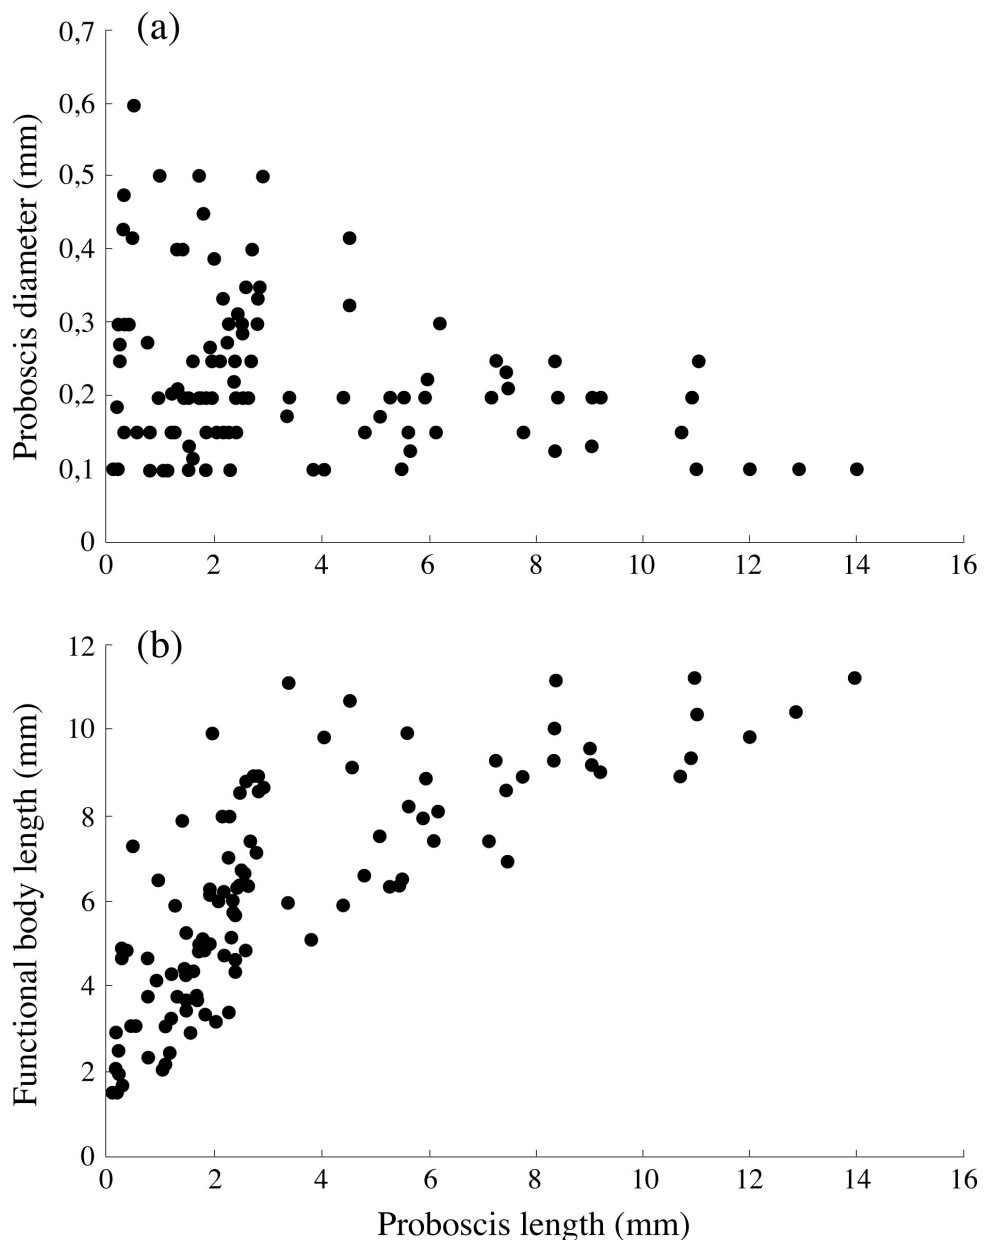 (a)
0,7
0,6
0,5
0,4
0,3
0,2
0,1
0
Proboscis diameter (mm)
0 2 4 6 8 10 12 14 16
(b)
12
10
8
6
4
2
0
Functional body length (mm)
0 2 4 6 8 10 12 14 16
Proboscis length (mm)